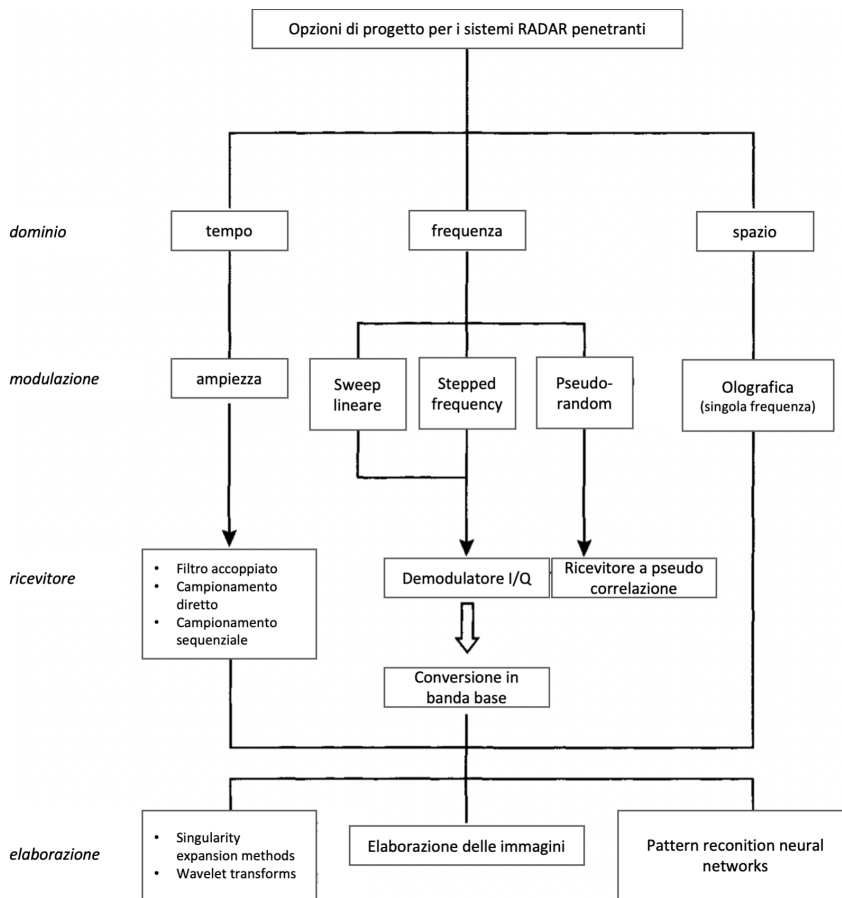 Opzioni di progetto per i sistemi RADAR penetranti
dominio
tempo
frequenza
spazio
modulazione
ampiezza
Sweep
lineare
Stepped
frequency
Pseudo-
random
Olografica
(singola frequenza)
ricevitore
• Filtro accoppiato
• Campionamento
diretto
• Campionamento
sequenziale
Demodulatore I/Q
Ricevitore a pseudo
correlazione
Conversione in
banda base
elaborazione
• Singularity
expansion methods
• Wavelet transforms
Elaborazione delle immagini
Pattern reconition neural
networks